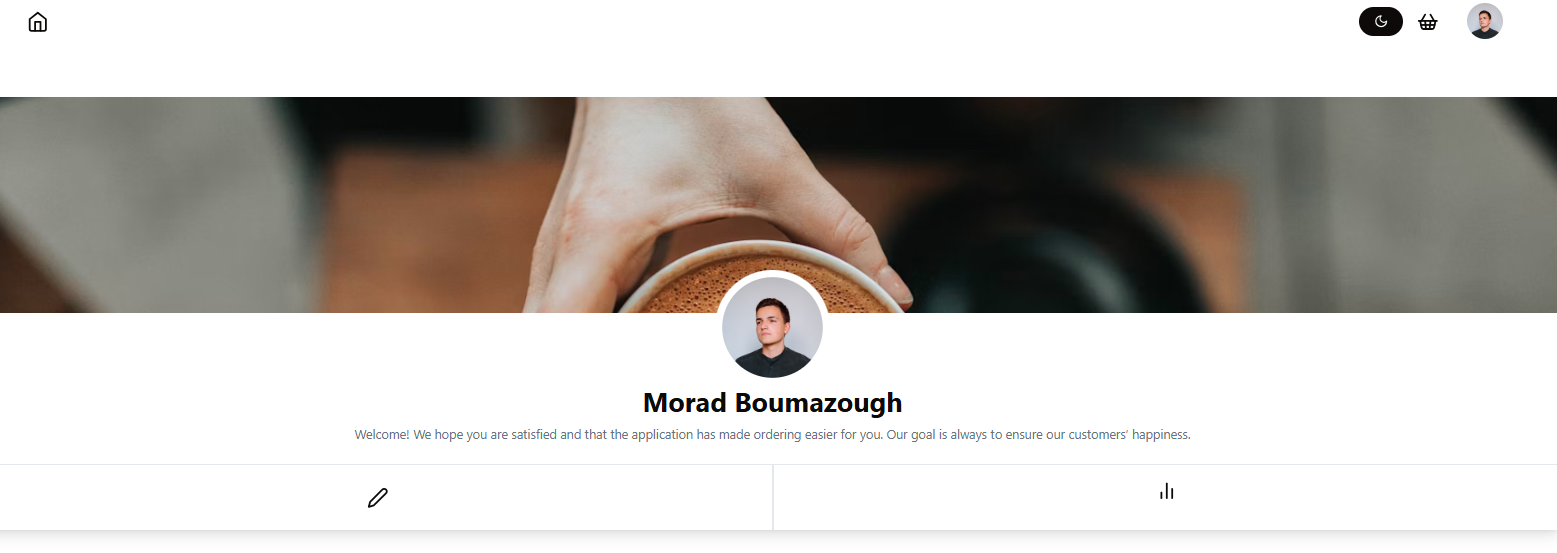 Morad Boumazough
Welcome! We hope you are satisfied and that the application has made ordering easier for you. Our goal is always to ensure our customers' happiness.